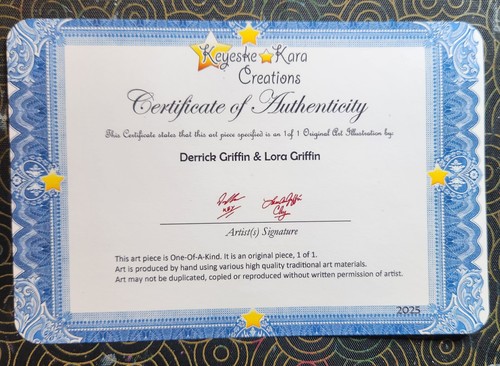 Keyeske Kara
Creations
Certificate of Authenticity
This Certificate states that this art piece specified is an 1 of 1 Original Art Illustration by:
Derrick Griffin & Lora Griffin
Artist(s) Signature
This art piece is One-Of-A-Kind. It is an original piece, 1 of 1.
Art is produced by hand using various high quality traditional art materials.
Art may not be duplicated, copied or reproduced without written permission of artist.
2025